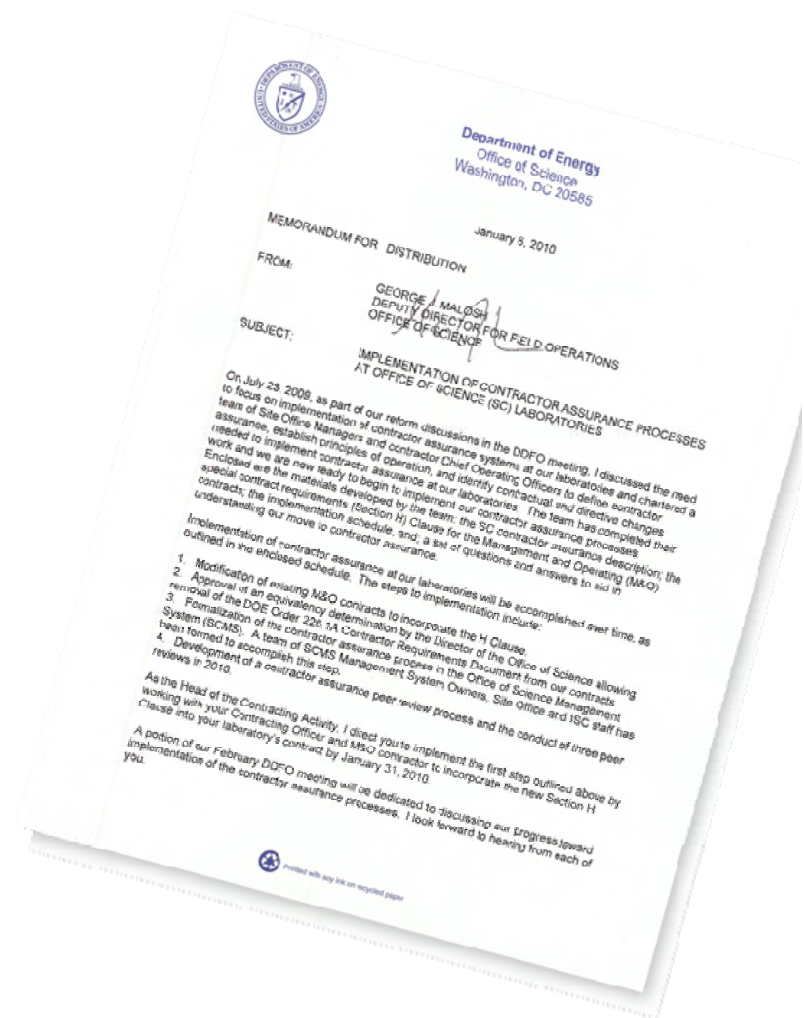 DEPARTMENT OF ENERGY
UNITED STATES OF AMERICA
Department of Energy
Office of Science
Washington, DC 20585
January 8, 2010
MEMORANDUM FOR DISTRIBUTION
FROM:
GEORGE J. MALOSH
DEPUTY DIRECTOR FOR FIELD OPERATIONS
OFFICE OF SCIENCE
SUBJECT:
IMPLEMENTATION OF CONTRACTOR ASSURANCE PROCESSES
AT OFFICE OF SCIENCE (SC) LABORATORIES
On July 23, 2009, as part of our reform discussions in the DDFO meeting, I discussed the need
to focus on implementation of contractor assurance systems at our laboratories and chartered a
team of Site Office Managers and contractor Chief Operating Officers to define contractor
assurance, establish principles of operation, and identify contractual and directive changes
needed to implement contractor assurance at our laboratories. The team has completed their
work and we are now ready to begin to implement our contractor assurance processes.
Enclosed are the materials developed by the team; the SC contractor assurance description; the
special contract requirements (Section H) Clause for the Management and Operating (M&O)
contracts; the implementation schedule, and; a set of questions and answers to aid in
understanding our move to contractor assurance.
Implementation of contractor assurance at our laboratories will be accomplished over time, as
outlined in the enclosed schedule. The steps to implementation include:
1. Modification of existing M&O contracts to incorporate the H Clause.
2. Approval of an equivalency determination by the Director of the Office of Science allowing
removal of the DOE Order 226.1A Contractor Requirements Document from our contracts
3. Formalization of the contractor assurance process in the Office of Science Management
System (SCMS). A team of SCMS Management System Owners, Site Office and ISC staff has
been formed to accomplish this step.
4. Development of a contractor assurance peer review process and the conduct of three peer
reviews in 2010.
As the Head of the Contracting Activity, I direct you to implement the first step outlined above by
working with your Contracting Officer and M&O contractor to incorporate the new Section H
Clause into your laboratory's contract by January 31, 2010.
A portion of our February DDFO meeting will be dedicated to discussing our progress toward
implementation of the contractor assurance processes. I look forward to hearing from each of
you.
Printed with soy ink on recycled paper